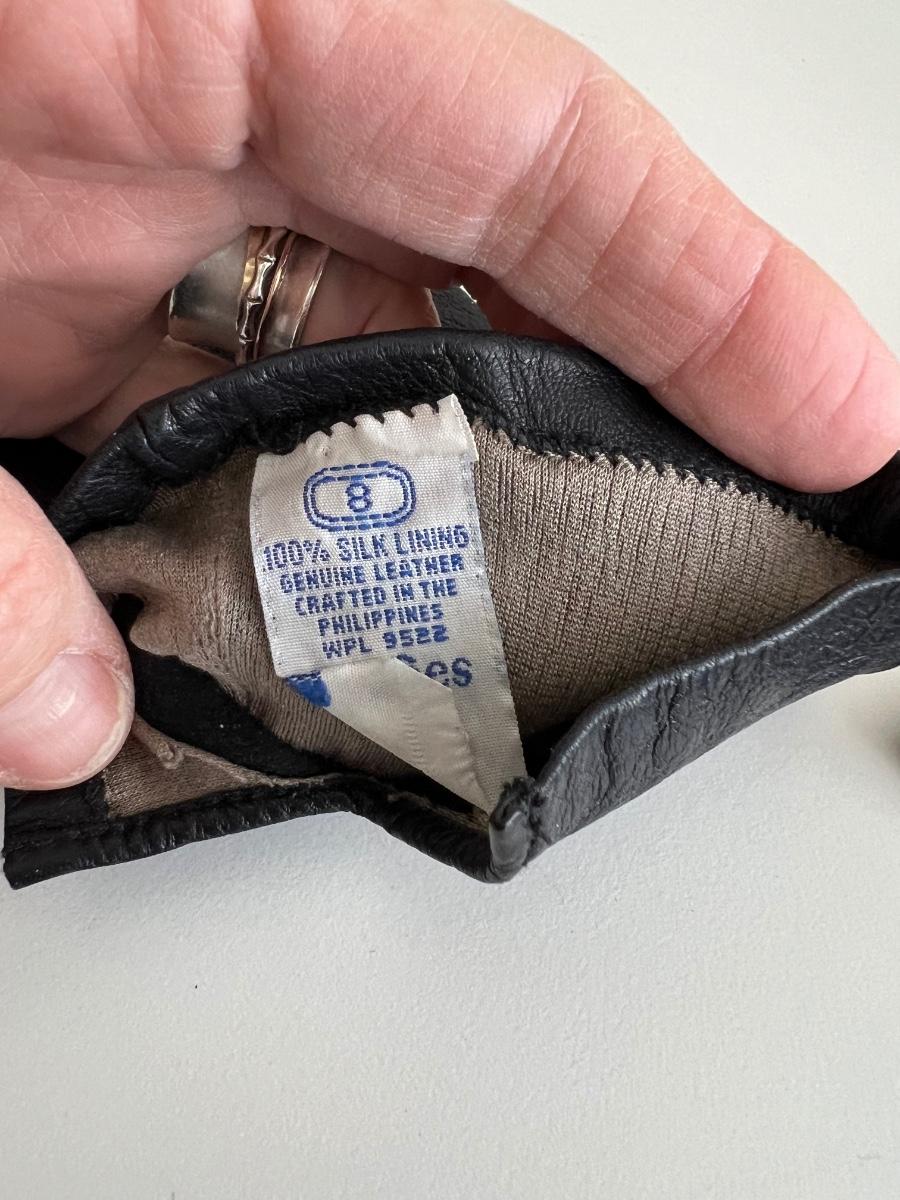 8
100% SILK LINING
GENUINE LEATHER
CRAFTED IN THE
PHILIPPINES
WPL 9522